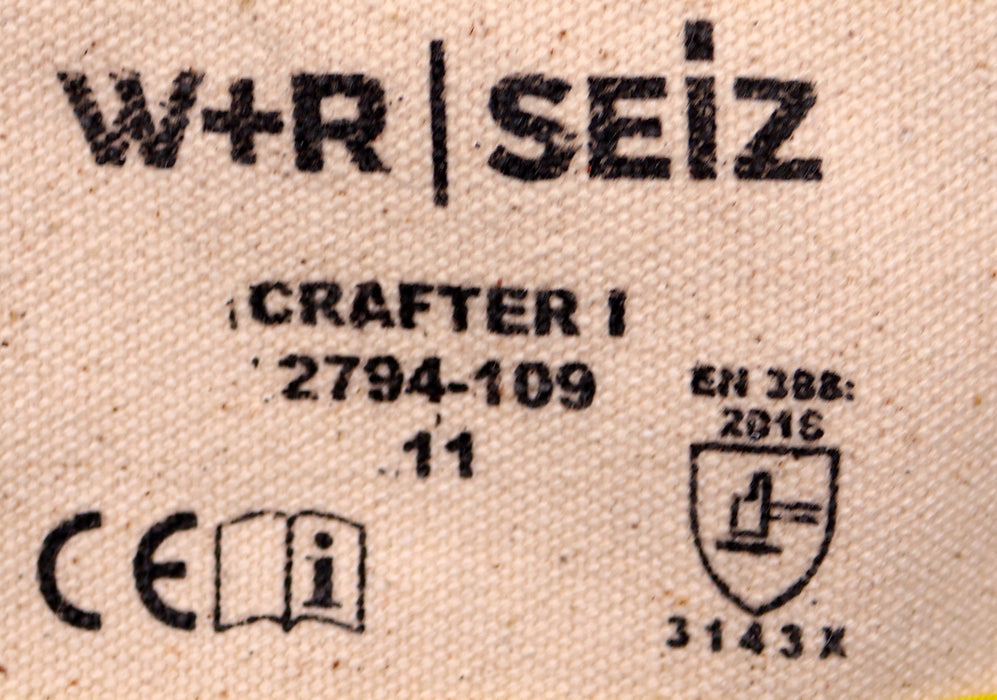 W+R | SEiZ
CRAFTER I
2794-109
11
EN 388:
2016
CE i
3143X